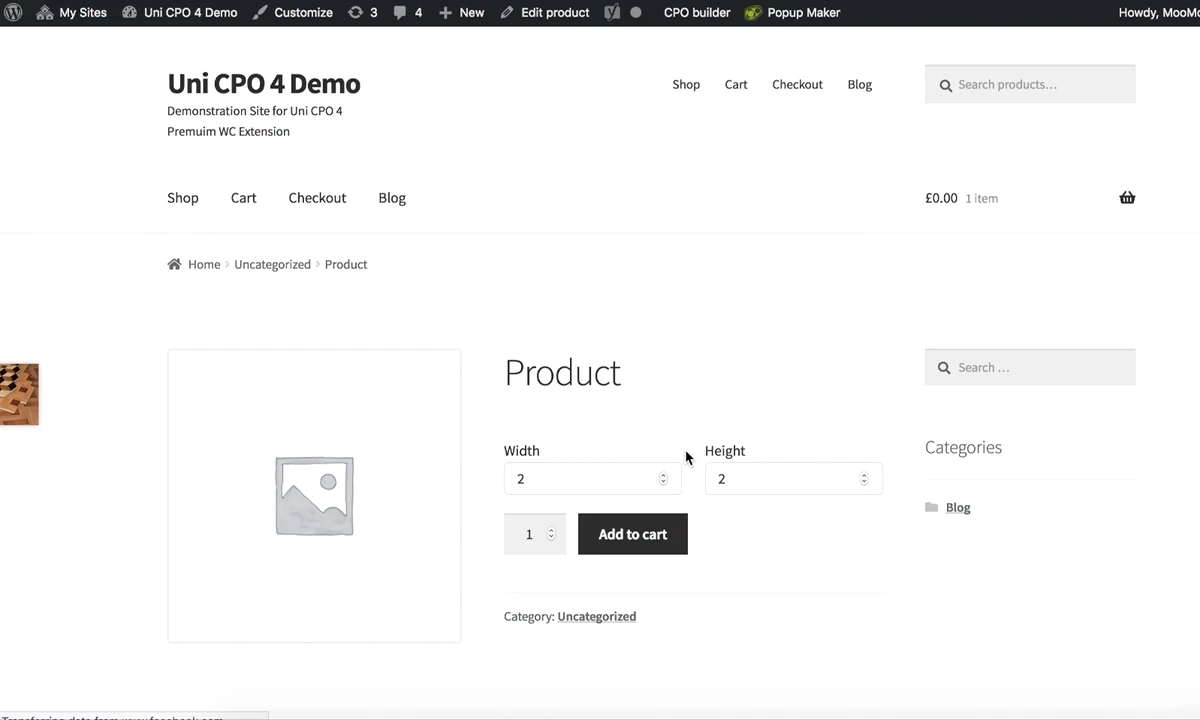 My Sites Uni CPO 4 Demo Customize 3 4 New Edit product CPO builder Popup Maker Howdy, MooMo
Uni CPO 4 Demo
Demonstration Site for Uni CPO 4
Premuim WC Extension
Shop Cart Checkout Blog
Search products…
Shop Cart Checkout Blog
£0.00 1 item
Home Uncategorized Product
Product
Search …
Width Height
2 2
Categories
Blog
1 Add to cart
Category: Uncategorized